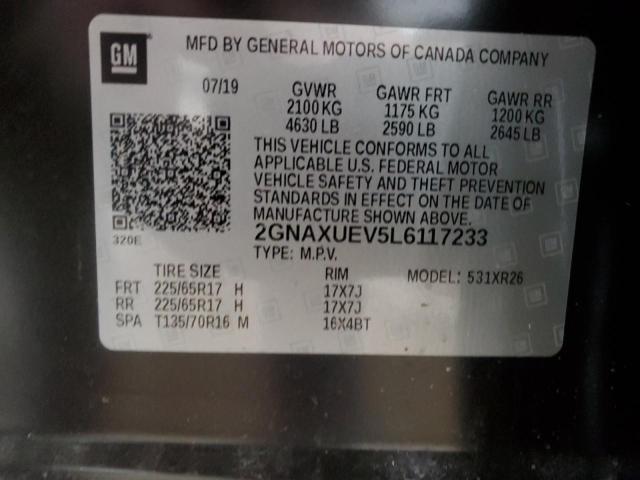 GM
MFD BY GENERAL MOTORS OF CANADA COMPANY
07/19 GVWR GAWR FRT GAWR RR
2100 KG 1175 KG 1200 KG
4630 LB 2590 LB 2645 LB
THIS VEHICLE CONFORMS TO ALL
APPLICABLE U.S. FEDERAL MOTOR
VEHICLE SAFETY AND THEFT PREVENTION
STANDARDS IN EFFECT ON THE DATE OF
MANUFACTURE SHOWN ABOVE.
320E
2GNAXUEV5L6117233
TYPE: M.P.V.
TIRE SIZE RIM MODEL: 531XR26
FRT 225/65R17 H 17X7J
RR 225/65R17 H 17X7J
SPA T135/70R16 M 16X4BT